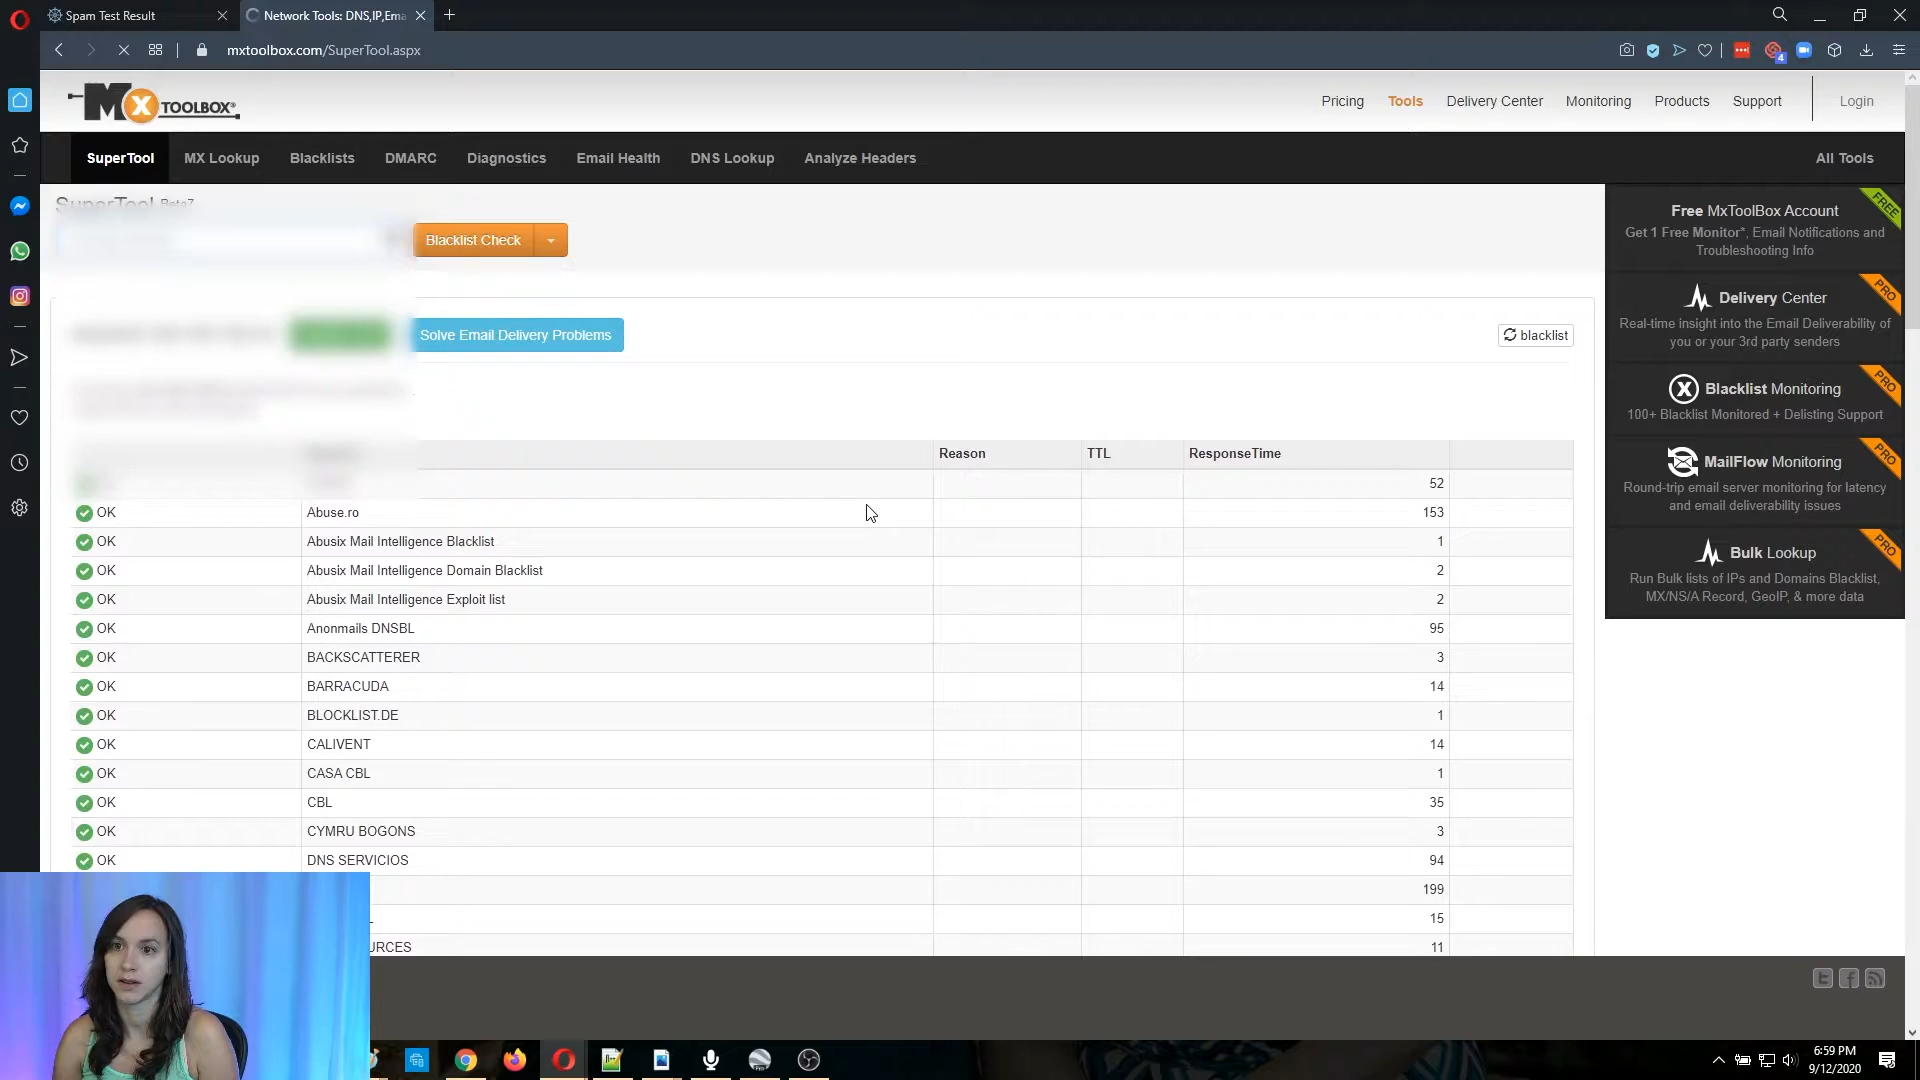 Spam Test Result
Network Tools: DNS,IP,Ema
mxtoolbox.com/SuperTool.aspx
4
MX TOOLBOX®
Pricing
Tools
Delivery Center
Monitoring
Products
Support
Login
SuperTool
MX Lookup
Blacklists
DMARC
Diagnostics
Email Health
DNS Lookup
Analyze Headers
All Tools
SuperTool Beta7
Blacklist Check
Solve Email Delivery Problems
blacklist
Reason
TTL
ResponseTime
52
OK Abuse.ro 153
OK Abusix Mail Intelligence Blacklist 1
OK Abusix Mail Intelligence Domain Blacklist 2
OK Abusix Mail Intelligence Exploit list 2
OK Anonmails DNSBL 95
OK BACKSCATTERER 3
OK BARRACUDA 14
OK BLOCKLIST.DE 1
OK CALIVENT 14
OK CASA CBL 1
OK CBL 35
OK CYMRU BOGONS 3
OK DNS SERVICIOS 94
199
15
URCES 11
FREE
Free MxToolBox Account
Get 1 Free Monitor*, Email Notifications and
Troubleshooting Info
PRO
Delivery Center
Real-time insight into the Email Deliverability of
you or your 3rd party senders
PRO
Blacklist Monitoring
100+ Blacklist Monitored + Delisting Support
PRO
MailFlow Monitoring
Round-trip email server monitoring for latency
and email deliverability issues
PRO
Bulk Lookup
Run Bulk lists of IPs and Domains Blacklist,
MX/NS/A Record, GeoIP, & more data
6:59 PM
9/12/2020